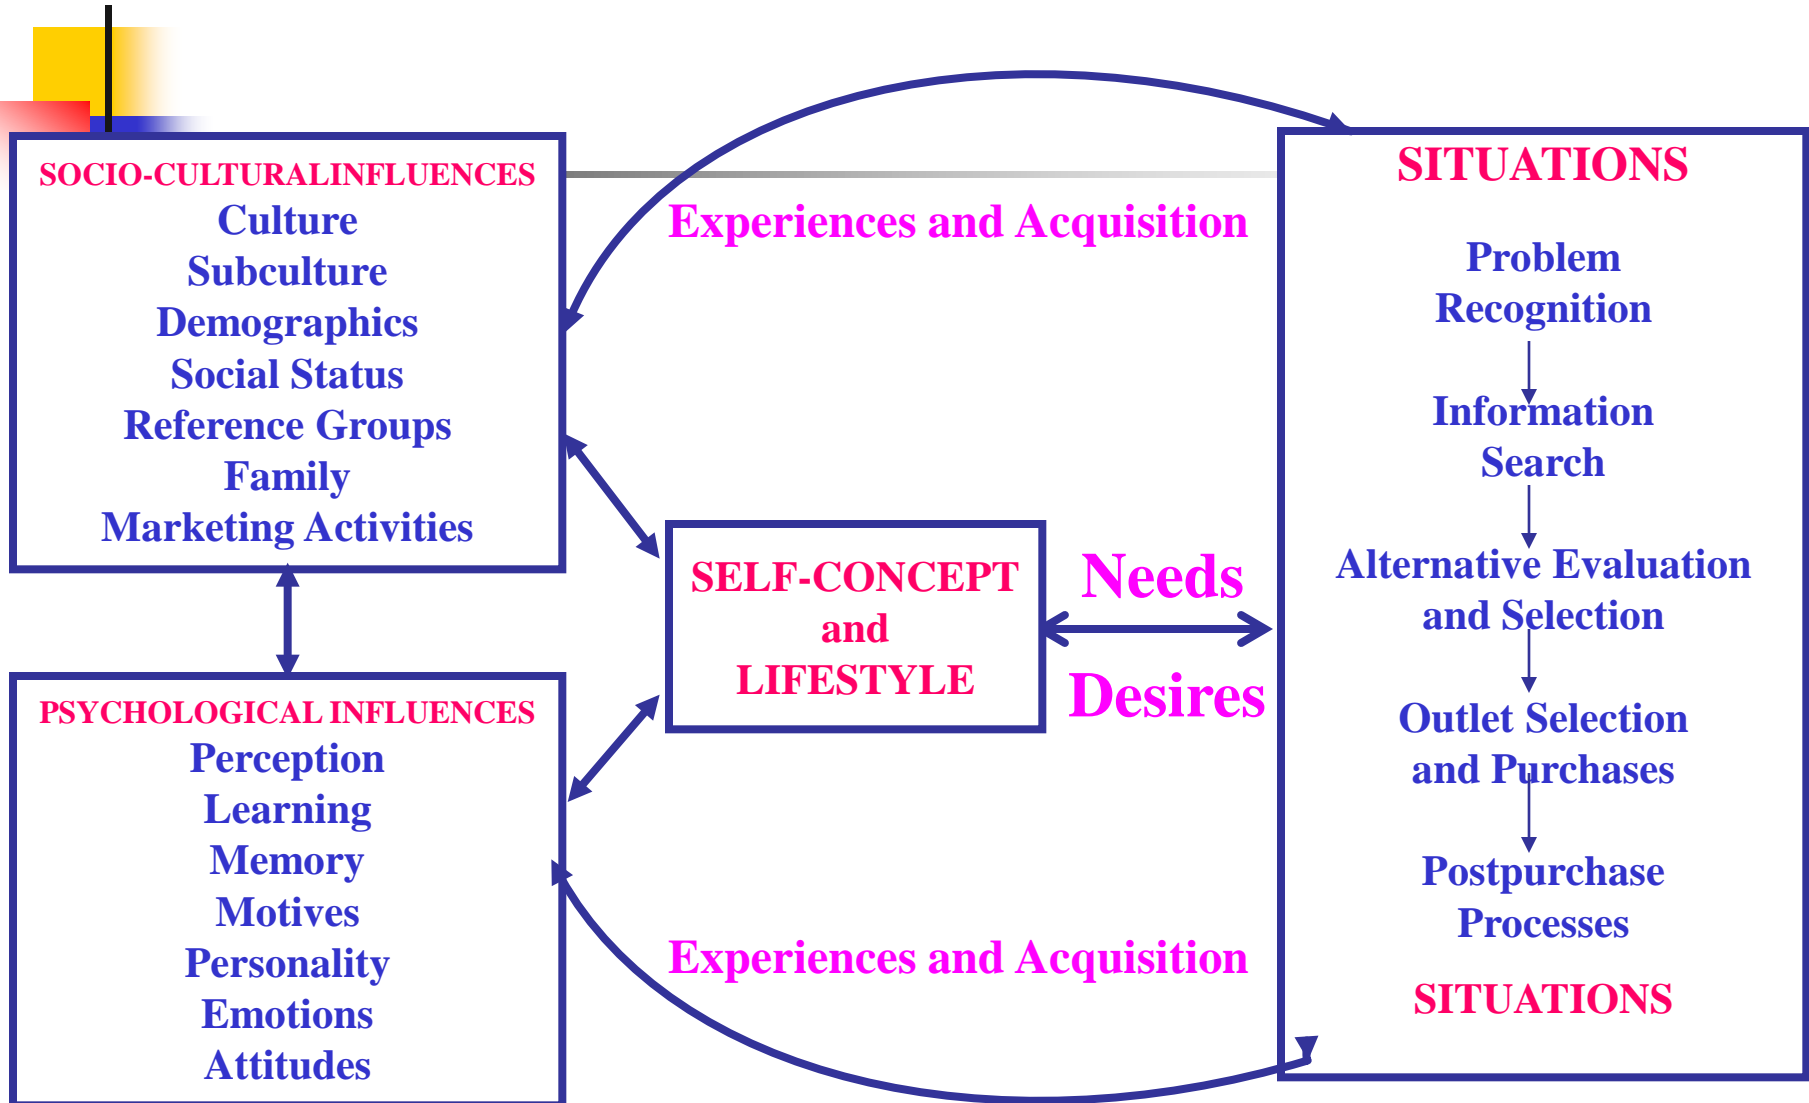 SOCIO-CULTURALINFLUENCES
Culture
Subculture
Demographics
Social Status
Reference Groups
Family
Marketing Activities
PSYCHOLOGICAL INFLUENCES
Perception
Learning
Memory
Motives
Personality
Emotions
Attitudes
Experiences and Acquisition
SELF-CONCEPT
and
LIFESTYLE
Needs
Desires
Experiences and Acquisition
SITUATIONS
Problem
Recognition
Information
Search
Alternative Evaluation
and Selection
Outlet Selection
and Purchases
Postpurchase
Processes
SITUATIONS